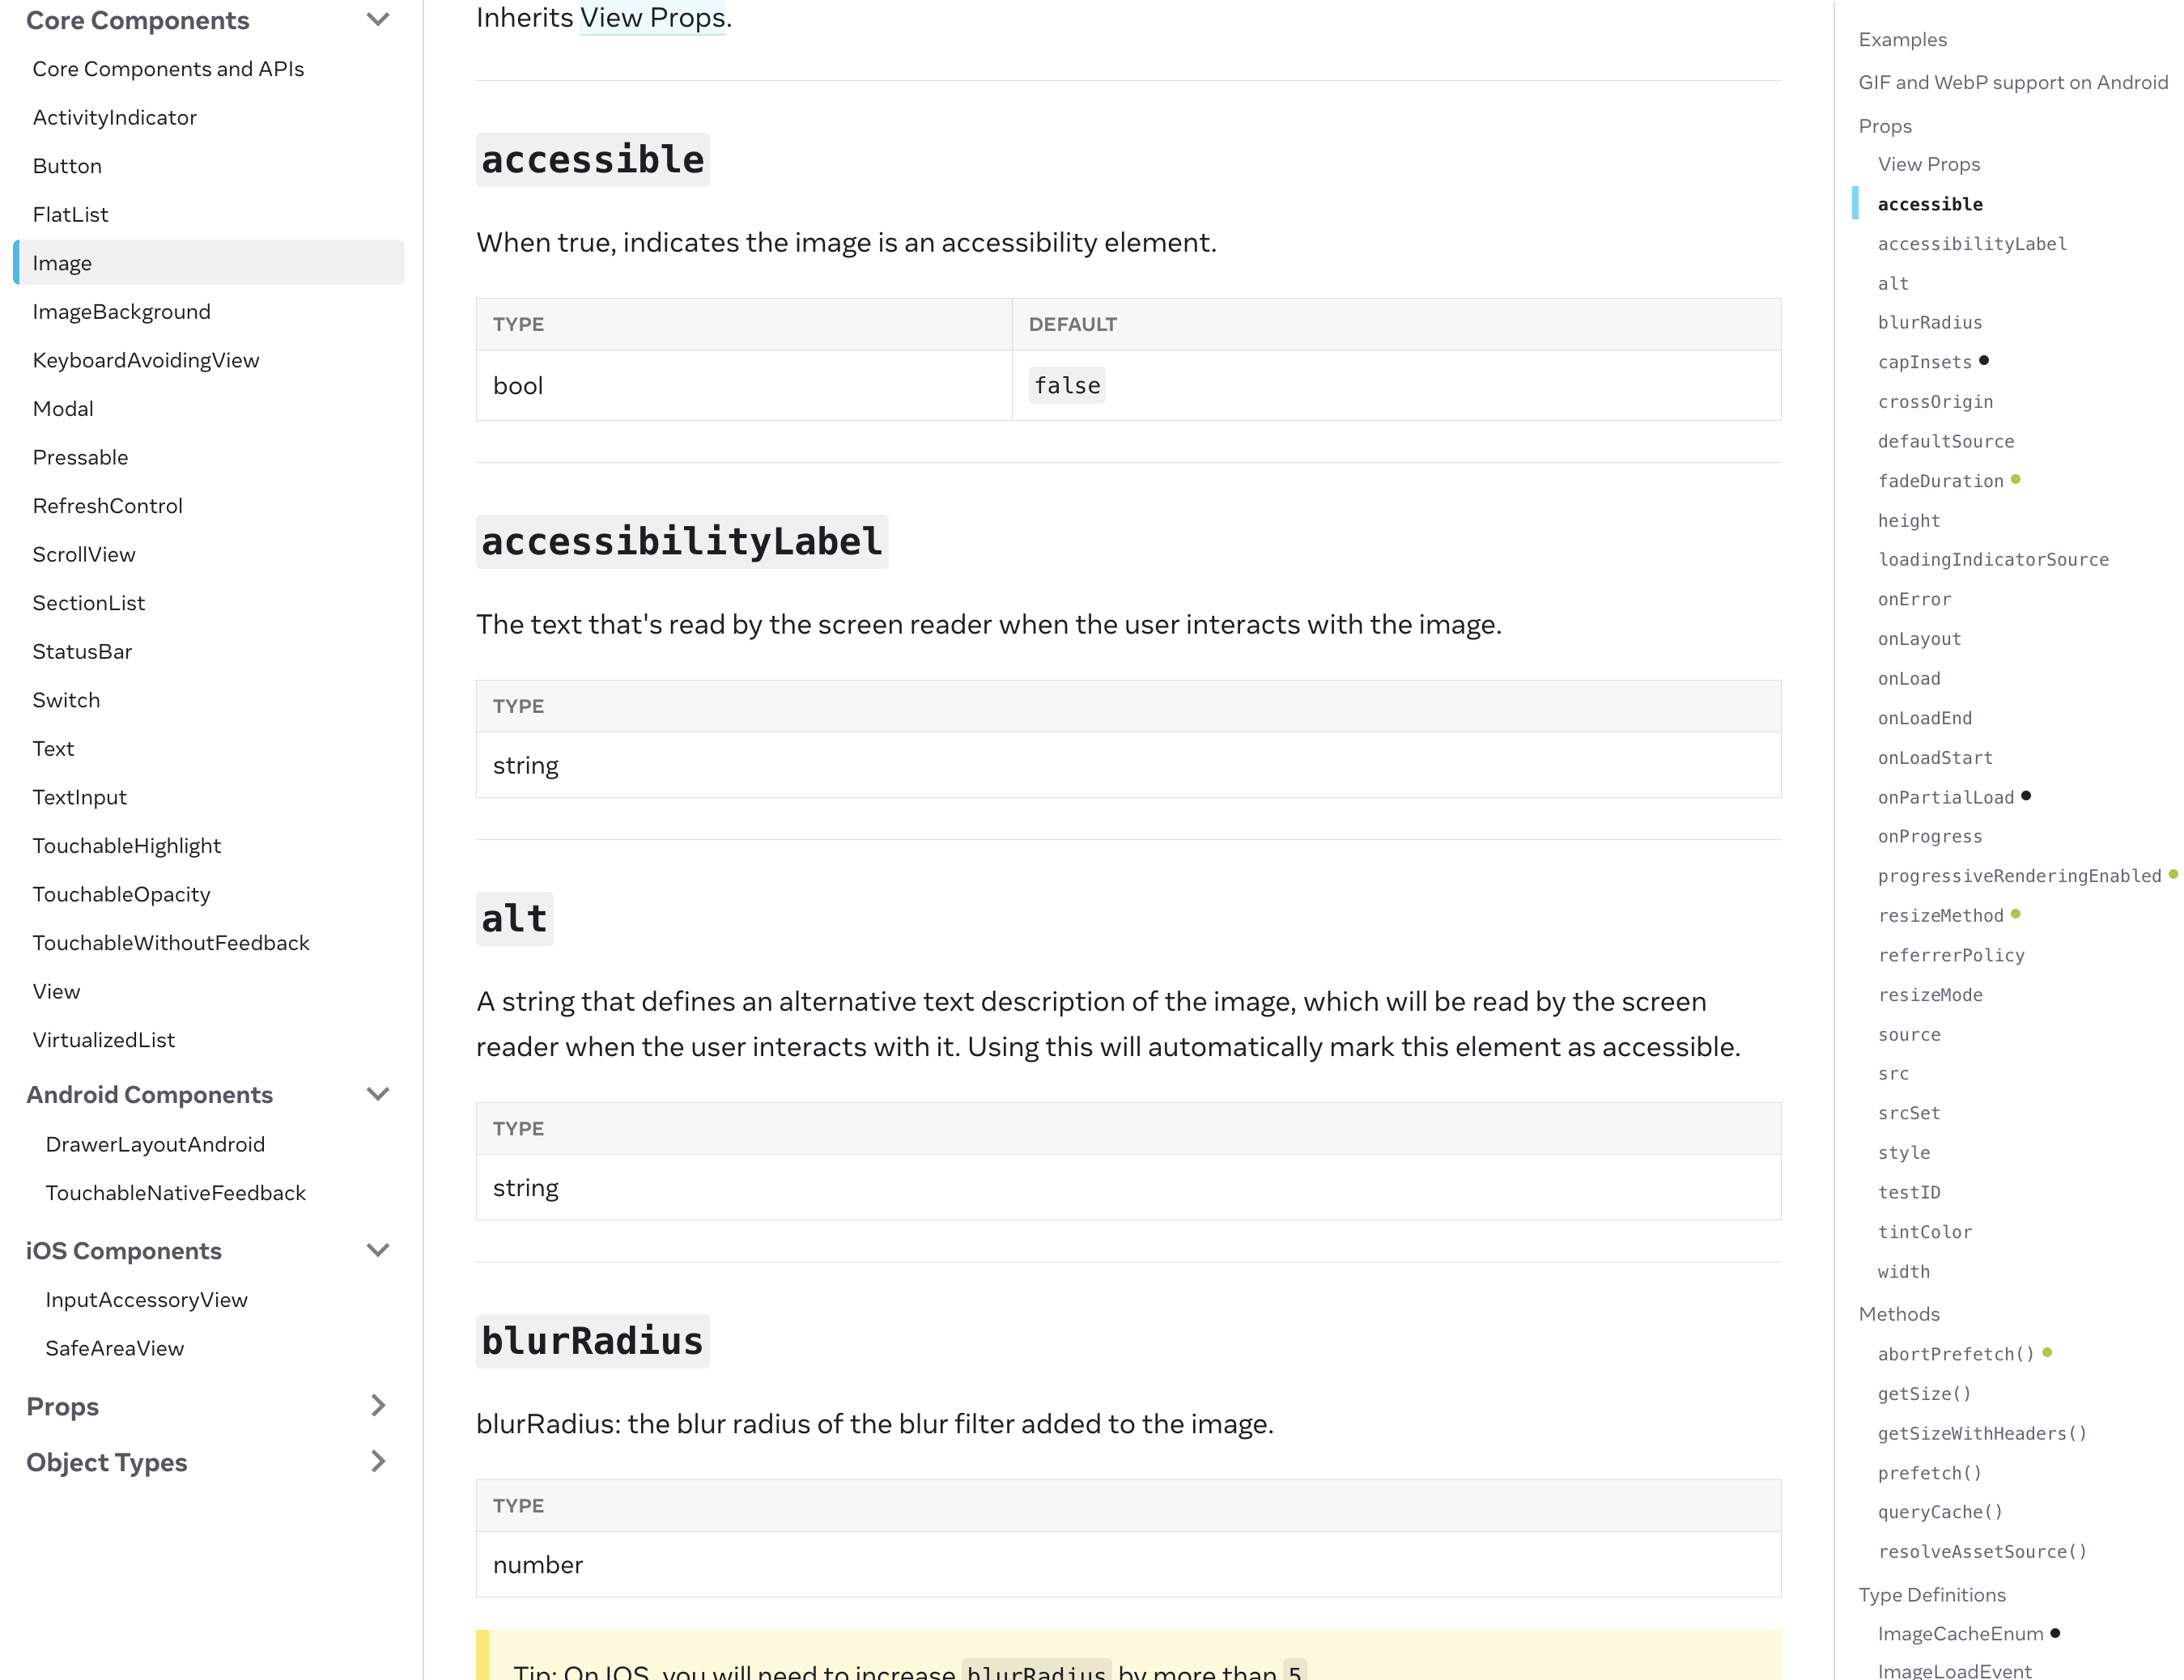 Core Components
Core Components and APIs
ActivityIndicator
Button
FlatList
Image
ImageBackground
KeyboardAvoidingView
Modal
Pressable
RefreshControl
ScrollView
SectionList
StatusBar
Switch
Text
TextInput
TouchableHighlight
TouchableOpacity
TouchableWithoutFeedback
View
VirtualizedList
Android Components
DrawerLayoutAndroid
TouchableNativeFeedback
iOS Components
InputAccessoryView
SafeAreaView
Props
Object Types
Inherits View Props.
accessible
When true, indicates the image is an accessibility element.
TYPE DEFAULT
bool false
accessibilityLabel
The text that's read by the screen reader when the user interacts with the image.
TYPE
string
alt
A string that defines an alternative text description of the image, which will be read by the screen
reader when the user interacts with it. Using this will automatically mark this element as accessible.
TYPE
string
blurRadius
blurRadius: the blur radius of the blur filter added to the image.
TYPE
number
Tip: On IOS, you will need to increase blurRadius by more than 5
Examples
GIF and WebP support on Android
Props
View Props
accessible
accessibilityLabel
alt
blurRadius
capInsets
crossOrigin
defaultSource
fadeDuration
height
loadingIndicatorSource
onError
onLayout
onLoad
onLoadEnd
onLoadStart
onPartialLoad
onProgress
progressiveRenderingEnabled
resizeMethod
referrerPolicy
resizeMode
source
src
srcSet
style
testID
tintColor
width
Methods
abortPrefetch()
getSize()
getSizeWithHeaders()
prefetch()
queryCache()
resolveAssetSource()
Type Definitions
ImageCacheEnum
ImageLoadEvent